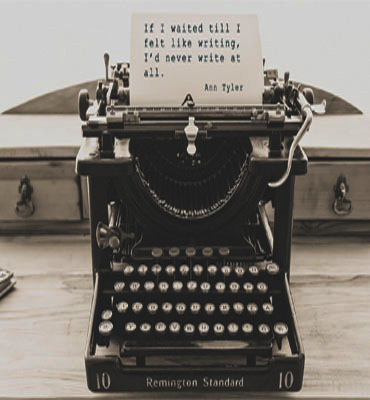 If I waited till I
felt like writing,
I'd never write at
all.
Ann Tyler
10 Remington Standard 10